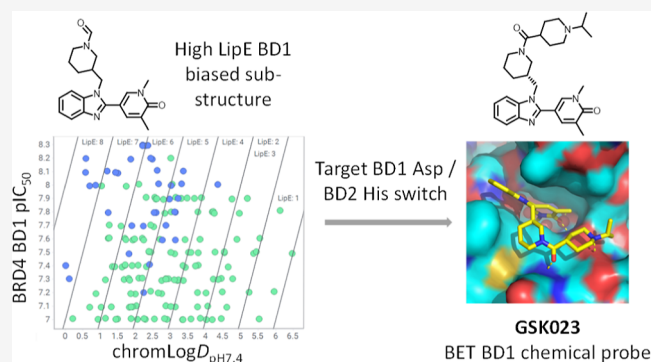 O
N
High LipE BD1
biased sub-
structure
N
N
N
O
O
N
N
N
N
N
O
LipE: 8
LipE: 7
LipE: 6
LipE: 5
LipE: 4
LipE: 2
LipE: 3
LipE: 1
BRD4 BD1 pIC50
8.3
8.2
8.1
8
7.9
7.8
7.7
7.6
7.5
7.4
7.3
7.2
7.1
7
0 0.5 1 1.5 2 2.5 3 3.5 4 4.5 5 5.5 6 6.5
chromLogDpH7.4
Target BD1 Asp /
BD2 His switch
GSK023
BET BD1 chemical probe